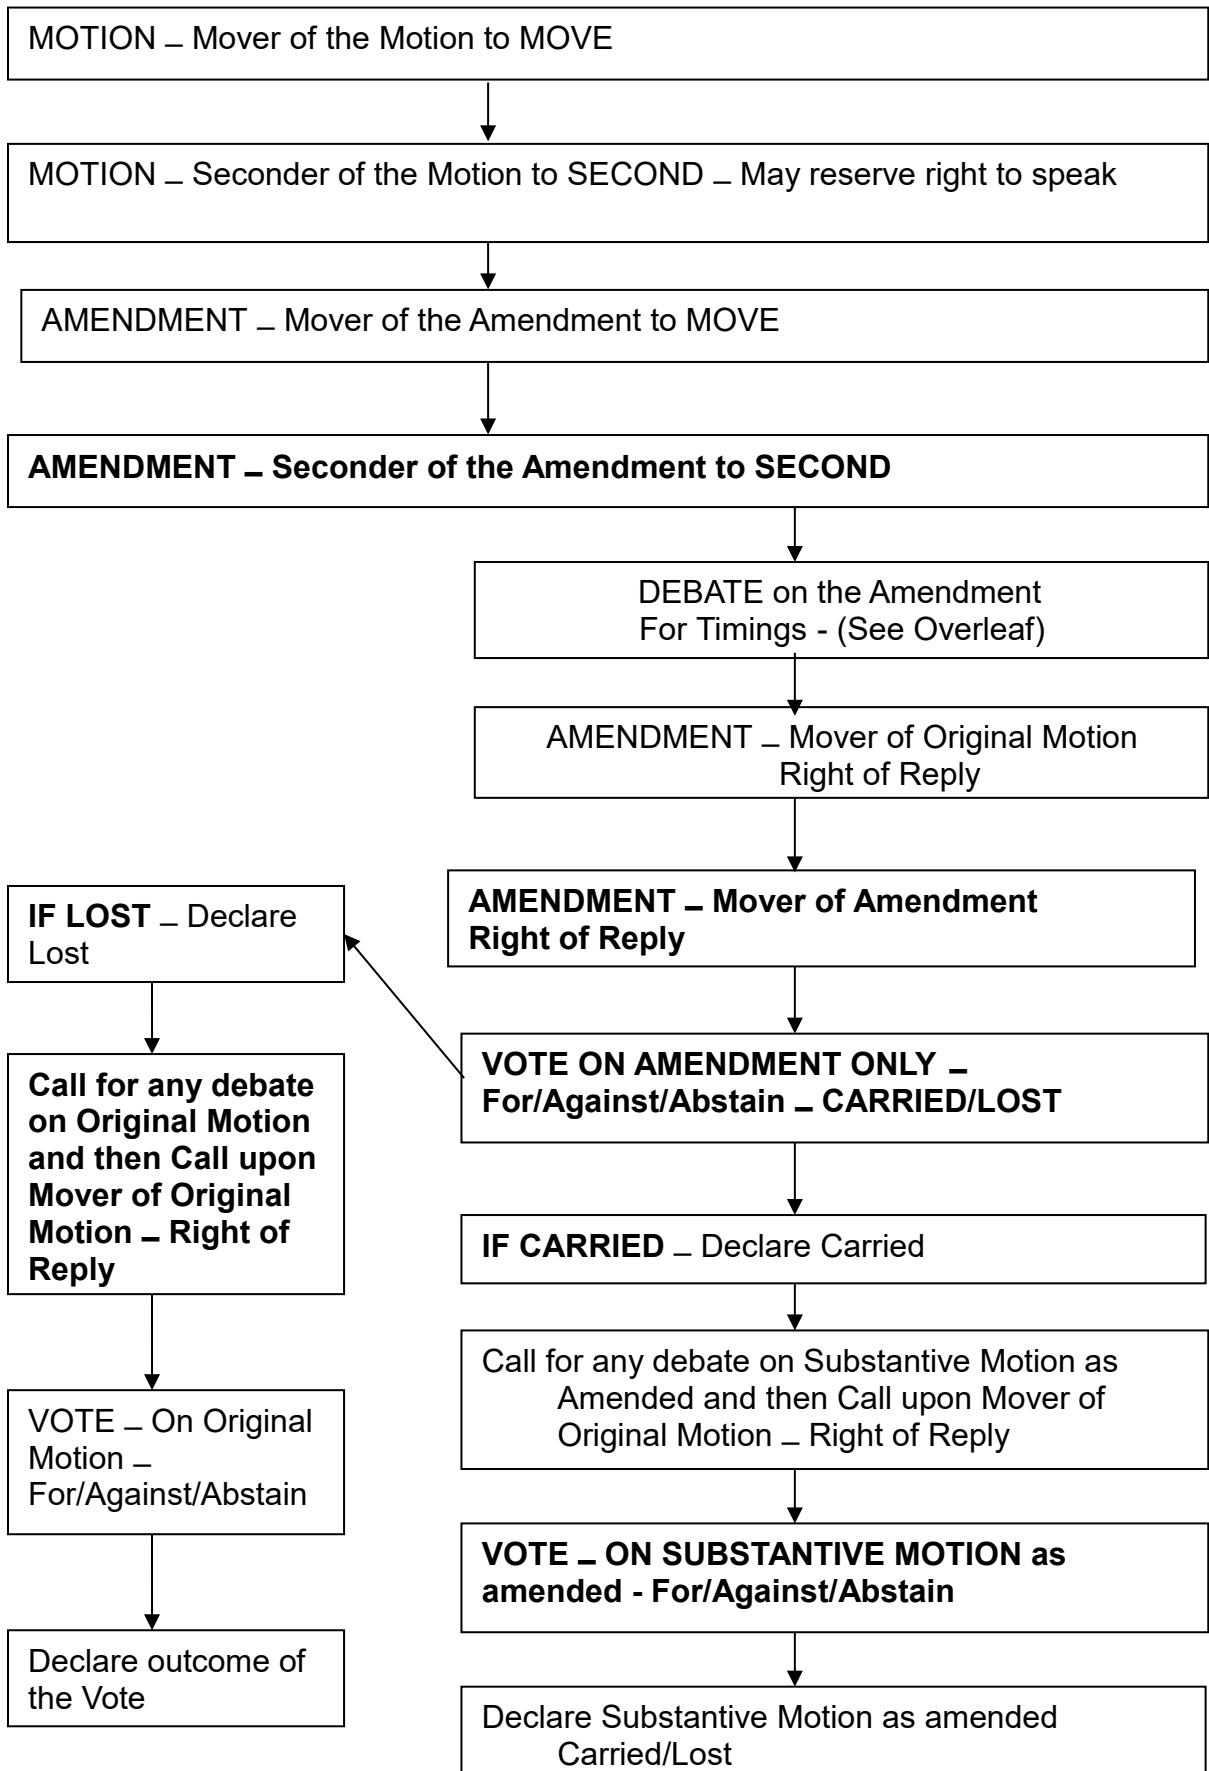 MOTION – Mover of the Motion to MOVE
MOTION – Seconder of the Motion to SECOND – May reserve right to speak
AMENDMENT – Mover of the Amendment to MOVE
AMENDMENT – Seconder of the Amendment to SECOND
DEBATE on the Amendment
For Timings - (See Overleaf)
AMENDMENT – Mover of Original Motion
Right of Reply
AMENDMENT – Mover of Amendment
Right of Reply
VOTE ON AMENDMENT ONLY –
For/Against/Abstain – CARRIED/LOST
IF LOST – Declare
Lost
Call for any debate
on Original Motion
and then Call upon
Mover of Original
Motion – Right of
Reply
VOTE – On Original
Motion –
For/Against/Abstain
Declare outcome of
the Vote
IF CARRIED – Declare Carried
Call for any debate on Substantive Motion as
Amended and then Call upon Mover of
Original Motion – Right of Reply
VOTE – ON SUBSTANTIVE MOTION as
amended - For/Against/Abstain
Declare Substantive Motion as amended
Carried/Lost